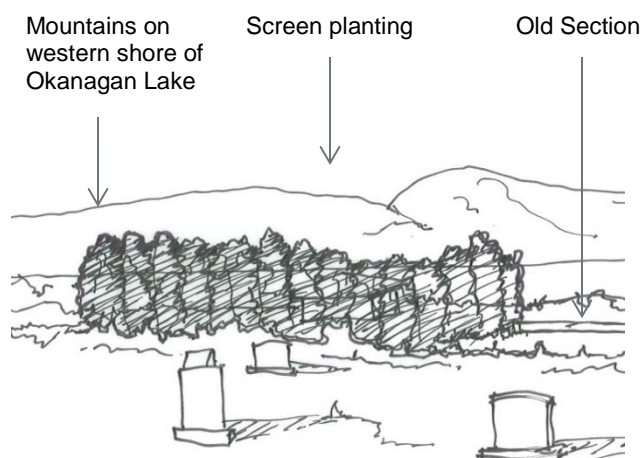 Mountains on
western shore of
Okanagan Lake
Screen planting
Old Section